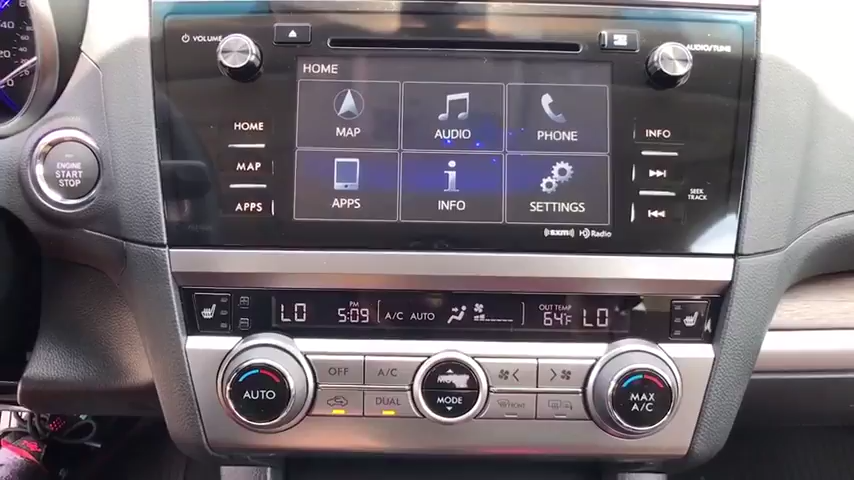 VOLUME
AUDIO/TUNE
HOME
MAP
AUDIO
PHONE
APPS
INFO
SETTINGS
HOME
MAP
APPS
INFO
SEEK
TRACK
((SXM)) HD Radio
ENGINE
START
STOP
LO
PM
5:09
A/C AUTO
OUT TEMP
64°F
LO
OFF
A/C
DUAL
MODE
FRONT
AUTO
MAX
A/C